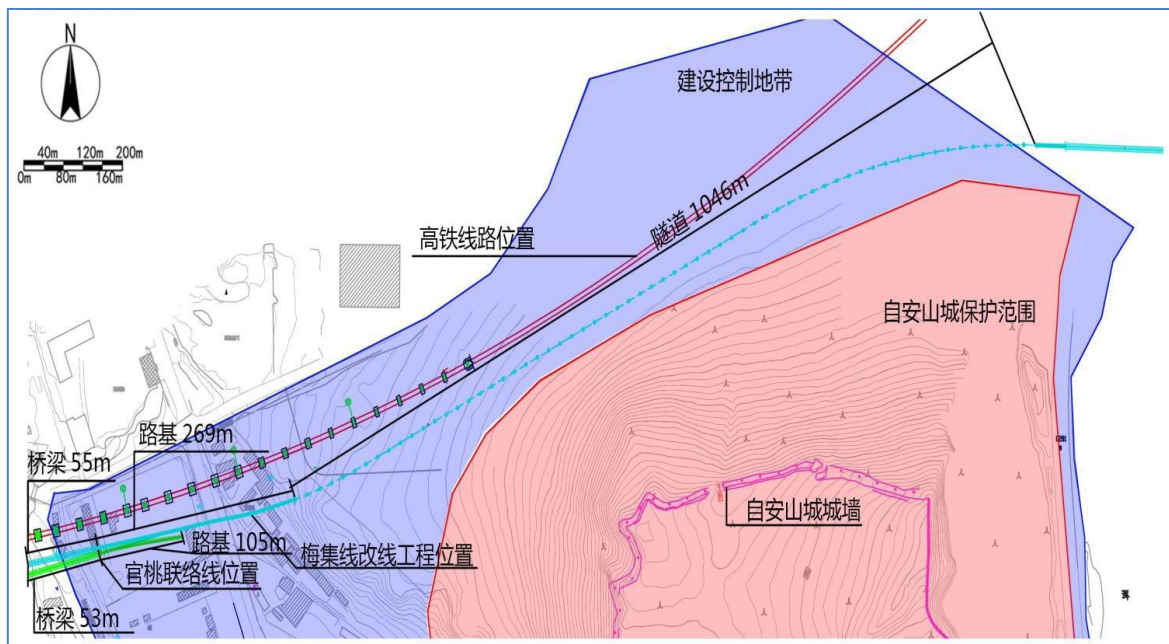 N
40m 120m 200m
0m 80m 160m
建设控制地带
隧道 1046m
高铁线路位置
自安山城保护范围
路基 269m
桥梁 55m
自安山城城墙
路基 105m
梅集线改线工程位置
官桃联络线位置
桥梁 53m